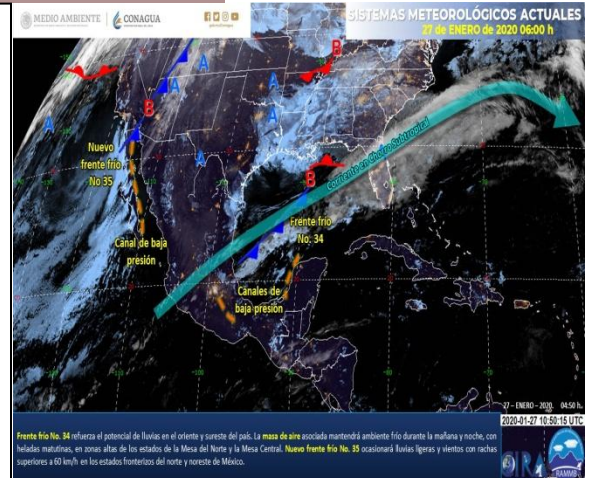 MEDIO AMBIENTE
CONAGUA
SISTEMAS METEOROLÓGICOS ACTUALES
27 de ENERO de 2020 06:00 h
B
A
A
A
B
A
A
A
Nuevo
frente frío
No 35
Corriente en Chorro Subtropical
B
Frente frío
No. 34
Canal de baja
presión
Canales de
baja presión
27 – ENERO – 2020 04:50 h.
2020-01-27 10:50:15 UTC
Frente frío No. 34 refuerza el potencial de lluvias en el oriente y sureste del país. La masa de aire asociada mantendrá ambiente frío durante la mañana y noche, con
heladas matutinas, en zonas altas de los estados de la Mesa del Norte y la Mesa Central. Nuevo frente frío No. 35 ocasionará lluvias ligeras y vientos con rachas
superiores a 60 km/h en los estados fronterizos del norte y noreste de México.
CIRA
RAMMB